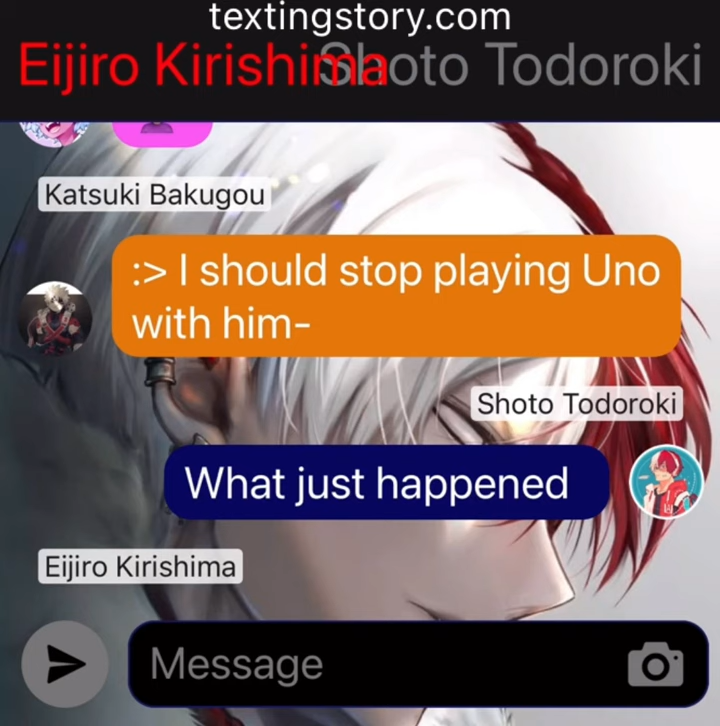 textingstory.com
Eijiro Kirishima Shoto Todoroki
Katsuki Bakugou
:> I should stop playing Uno
with him-
Shoto Todoroki
What just happened
Eijiro Kirishima
Message